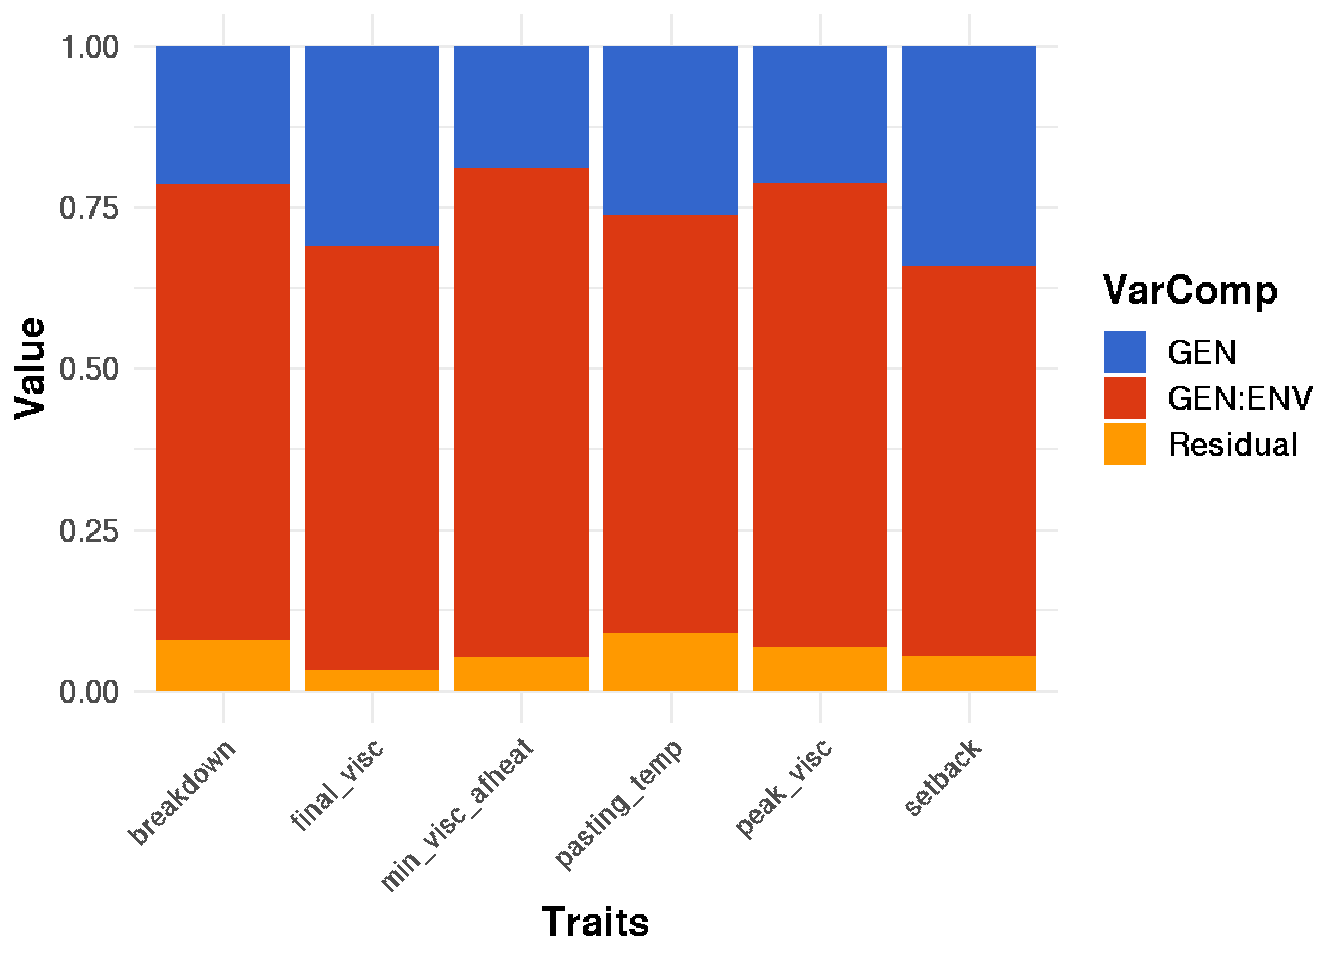 1.00
0.75
0.50
0.25
0.00
Value
breakdown
final_visc
min_visc_afheat
pasting_temp
peak_visc
setback
Traits
VarComp
GEN
GEN:ENV
Residual